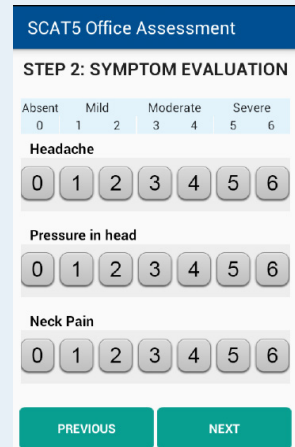 SCAT5 Office Assessment
STEP 2: SYMPTOM EVALUATION
Absent Mild Moderate Severe
0 1 2 3 4 5 6
Headache
0 1 2 3 4 5 6
Pressure in head
0 1 2 3 4 5 6
Neck Pain
0 1 2 3 4 5 6
PREVIOUS NEXT